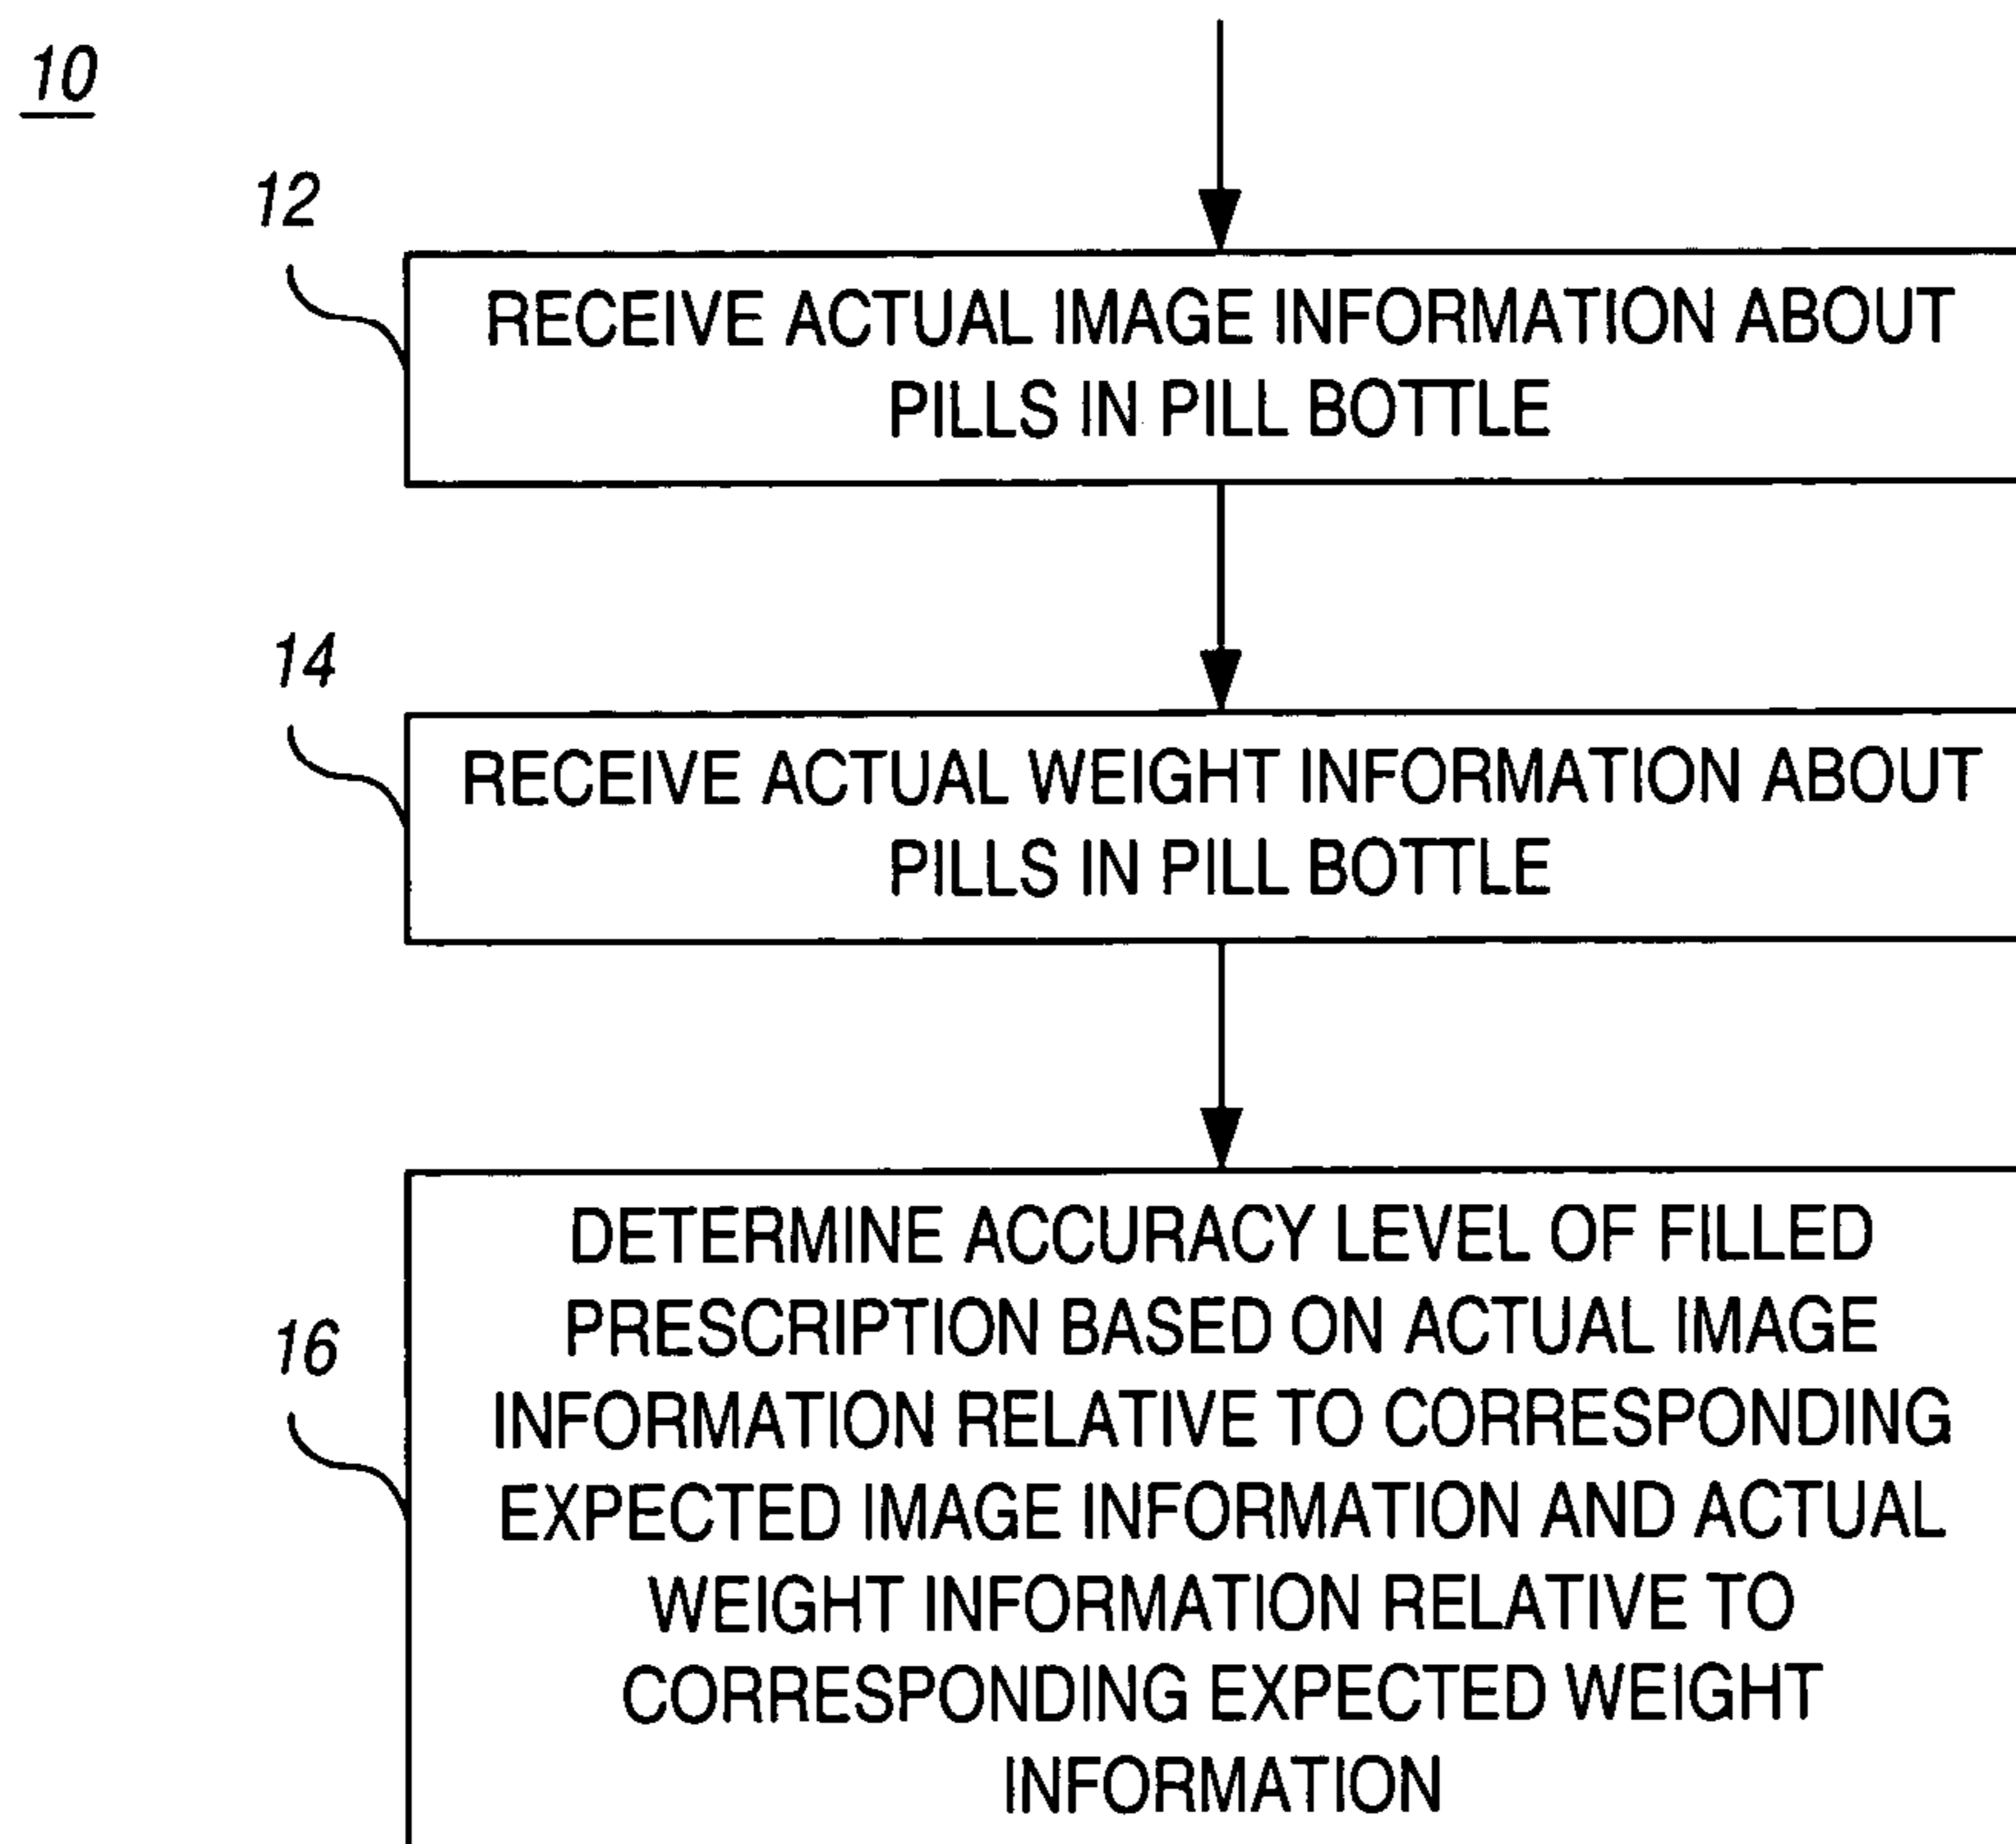 10
12
RECEIVE ACTUAL IMAGE INFORMATION ABOUT
PILLS IN PILL BOTTLE
14
RECEIVE ACTUAL WEIGHT INFORMATION ABOUT
PILLS IN PILL BOTTLE
16
DETERMINE ACCURACY LEVEL OF FILLED
PRESCRIPTION BASED ON ACTUAL IMAGE
INFORMATION RELATIVE TO CORRESPONDING
EXPECTED IMAGE INFORMATION AND ACTUAL
WEIGHT INFORMATION RELATIVE TO
CORRESPONDING EXPECTED WEIGHT
INFORMATION